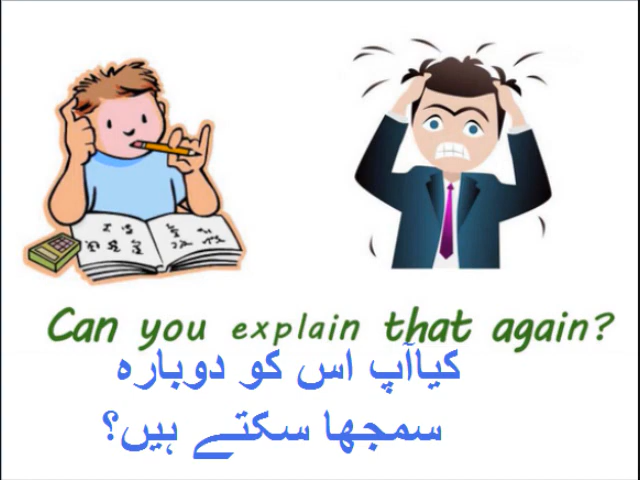 Can you explain that again?
کیاآپ اس کو دوبارہ
سمجھا سکتے ہیں؟